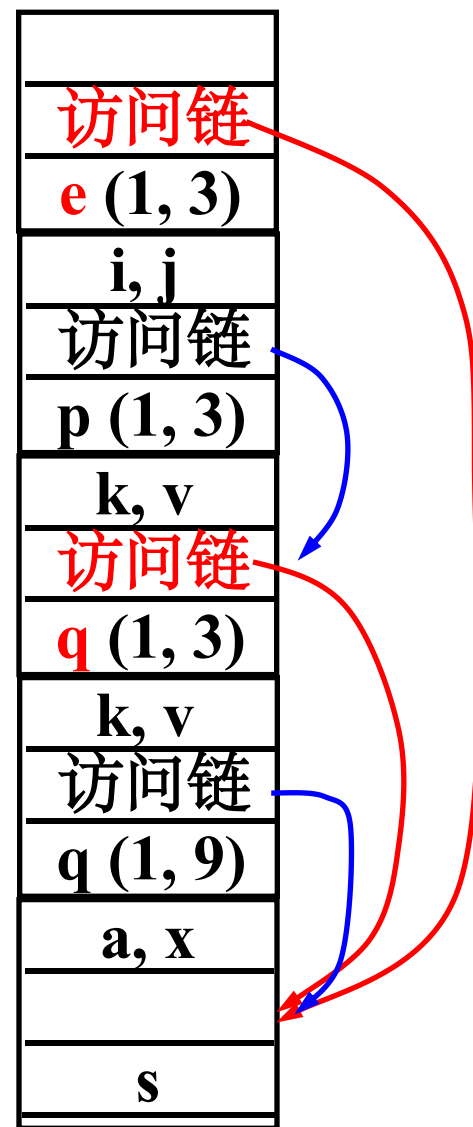 访问链
e (1, 3)
i, j
访问链
p (1, 3)
k, v
访问链
q (1, 3)
k, v
访问链
q (1, 9)
a, x
s